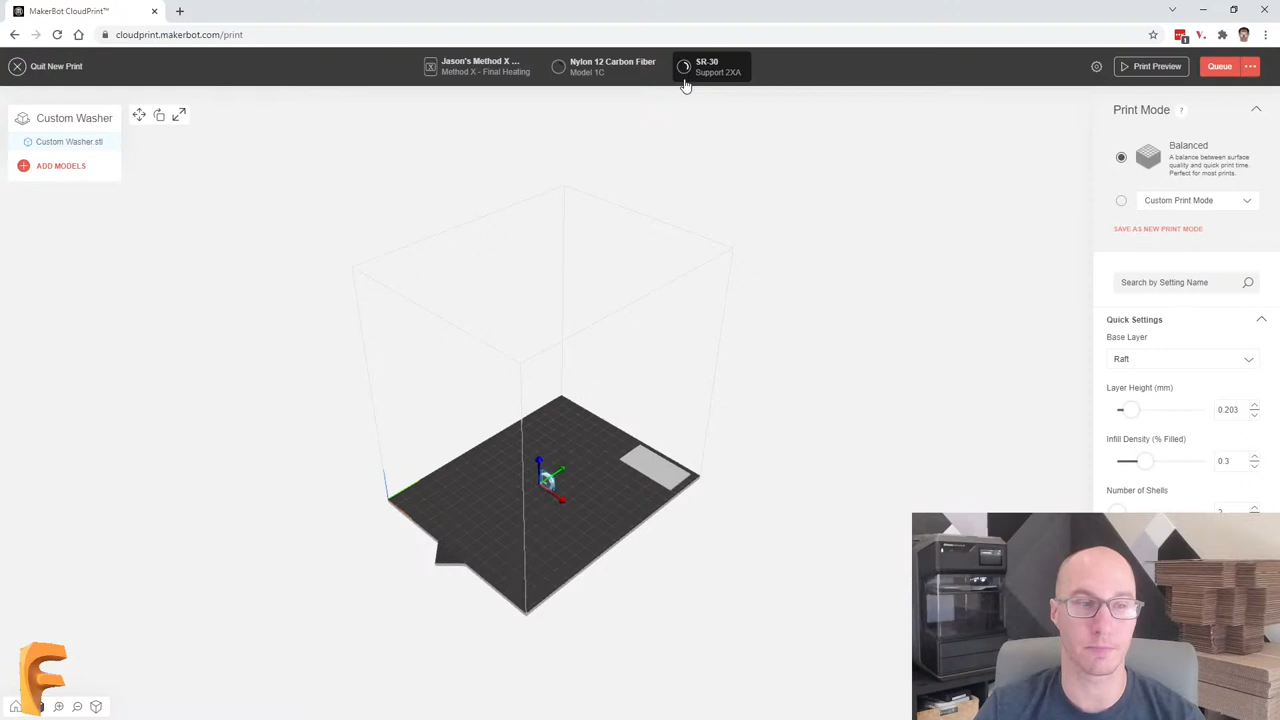 MakerBot CloudPrint™
cloudprint.makerbot.com/print
1
Quit New Print
Jason's Method X ...
Method X - Final Heating
Nylon 12 Carbon Fiber
Model 1C
SR-30
Support 2XA
Print Preview
Queue
Custom Washer
Custom Washer.stl
ADD MODELS
Print Mode ?
Balanced
A balance between surface
quality and quick print time.
Perfect for most prints.
Custom Print Mode
SAVE AS NEW PRINT MODE
Search by Setting Name
Quick Settings
Base Layer
Raft
Layer Height (mm)
0.203
Infill Density (% Filled)
0.3
Number of Shells
2